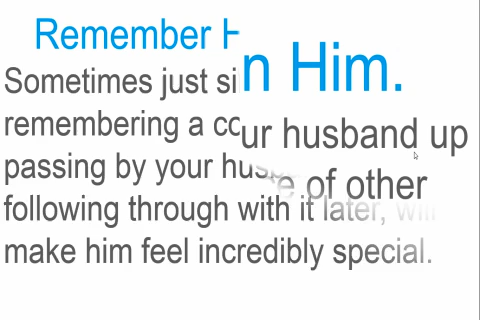 Remember
n Him.
Sometimes just si
remembering a co
ur husband up
passing by your hus
e of other
following through with it later, will
make him feel incredibly special.